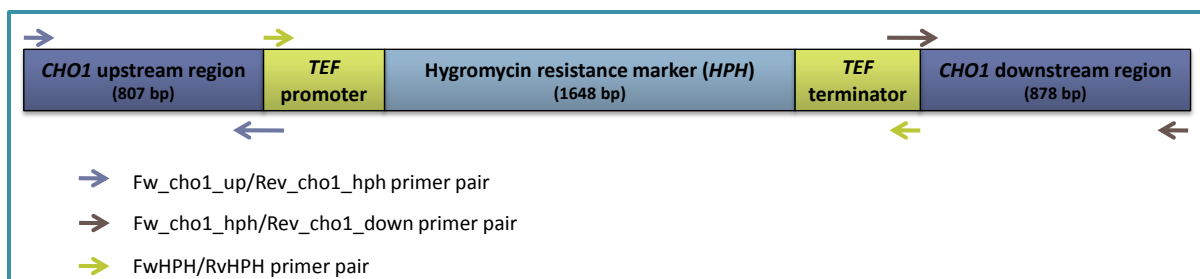 CHO1 upstream region
(807 bp)
TEF
promoter
Hygromycin resistance marker (HPH)
(1648 bp)
TEF
terminator
CHO1 downstream region
(878 bp)
Fw_cho1_up/Rev_cho1_hph primer pair
Fw_cho1_hph/Rev_cho1_down primer pair
FwHPH/RvHPH primer pair